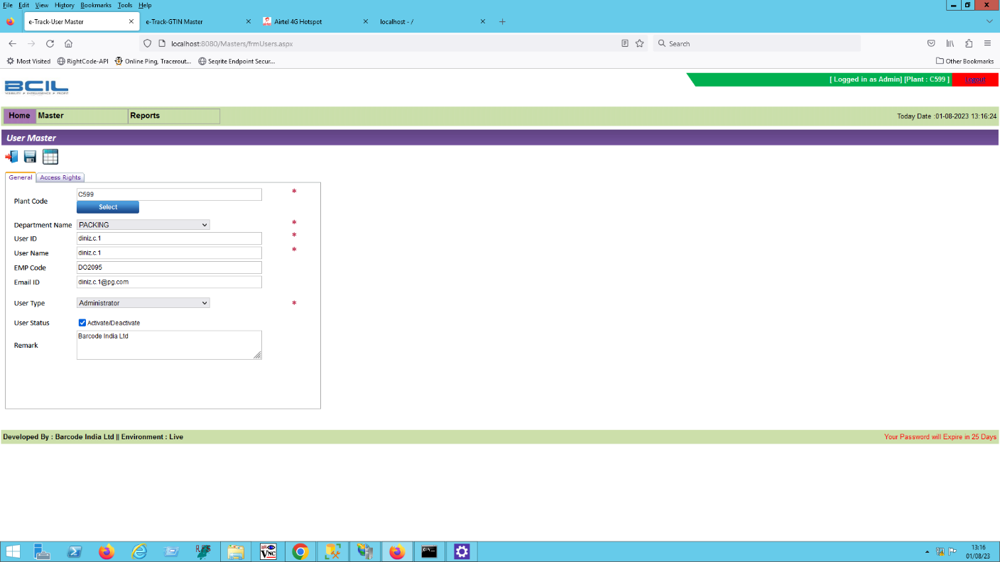 File Edit View History Bookmarks Tools Help
e-Track-User Master e-Track-GTIN Master Airtel 4G Hotspot localhost - /
localhost:8080/Masters/frmUsers.aspx Search
Most Visited RightCode-API Online Ping, Tracerout... Seqrite Endpoint Secur... Other Bookmarks
BCIL
[ Logged in as Admin] [Plant : C599 ] Logout
Home Master Reports Today Date :01-08-2023 13:16:24
User Master
General Access Rights
Plant Code C599 *
Select
Department Name PACKING *
User ID diniz.c.1 *
User Name diniz.c.1 *
EMP Code DO2095
Email ID diniz.c.1@pg.com
User Type Administrator *
User Status Activate/Deactivate
Remark Barcode India Ltd
Developed By : Barcode India Ltd || Environment : Live Your Password will Expire in 25 Days
13:16
01/08/23